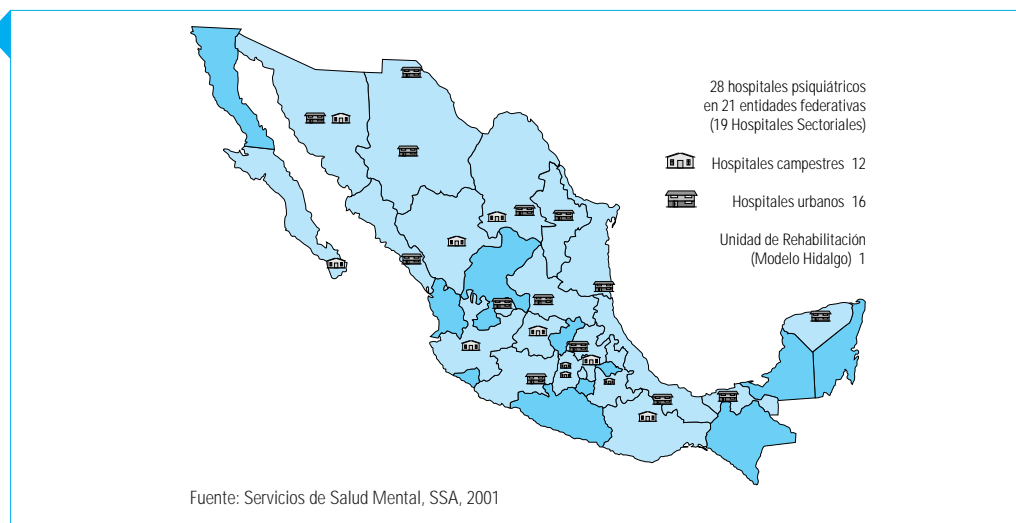 28 hospitales psiquiátricos
en 21 entidades federativas
(19 Hospitales Sectoriales)
Hospitales campestres 12
Hospitales urbanos 16
Unidad de Rehabilitación
(Modelo Hidalgo) 1
Fuente: Servicios de Salud Mental, SSA, 2001